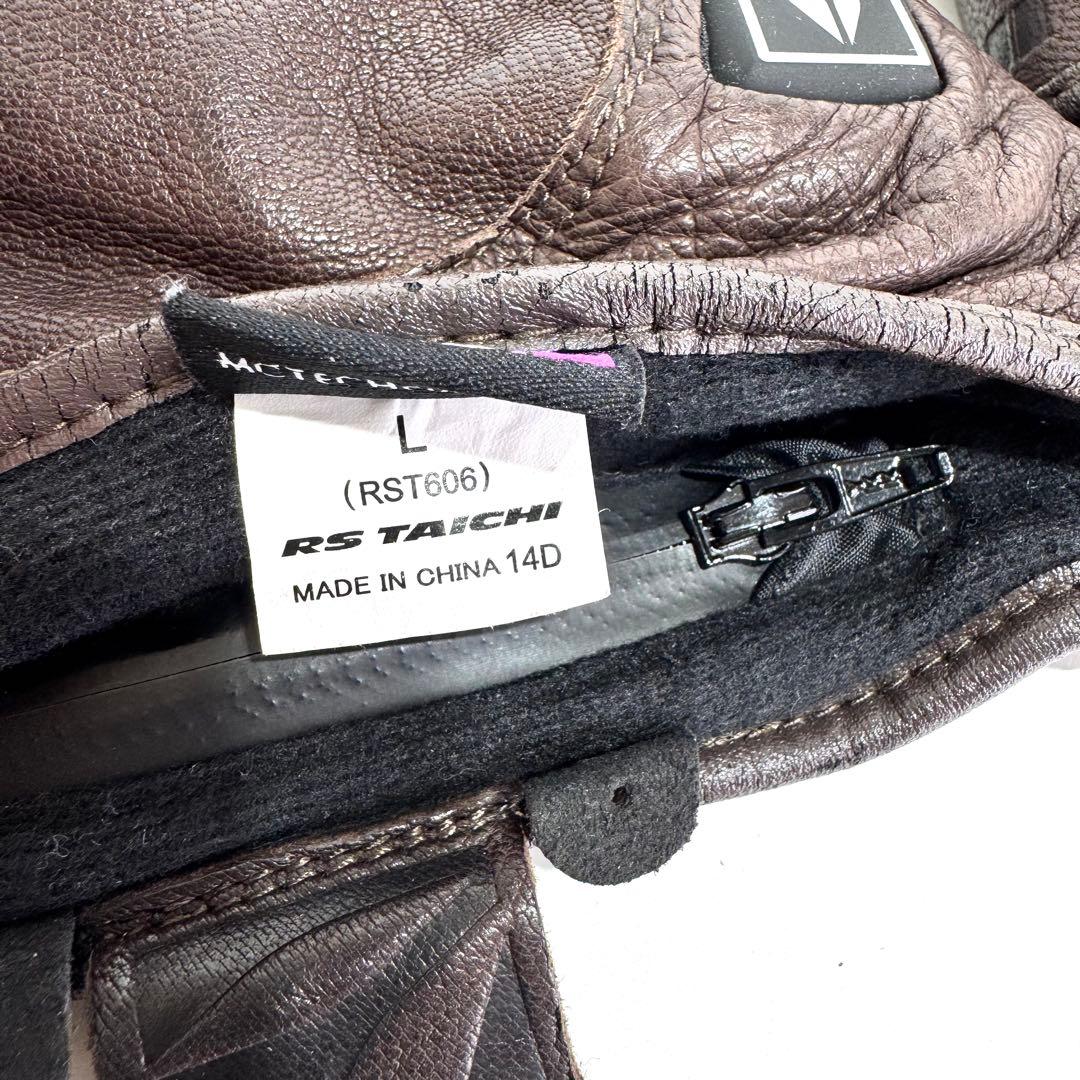 L
(RST606)
RS TAICHI
MADE IN CHINA 14D